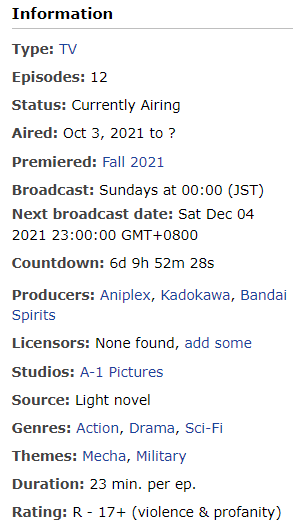 Information
Type: TV
Episodes: 12
Status: Currently Airing
Aired: Oct 3, 2021 to ?
Premiered: Fall 2021
Broadcast: Sundays at 00:00 (JST)
Next broadcast date: Sat Dec 04
2021 23:00:00 GMT+0800
Countdown: 6d 9h 52m 28s
Producers: Aniplex, Kadokawa, Bandai
Spirits
Licensors: None found, add some
Studios: A-1 Pictures
Source: Light novel
Genres: Action, Drama, Sci-Fi
Themes: Mecha, Military
Duration: 23 min. per ep.
Rating: R - 17+ (violence & profanity)